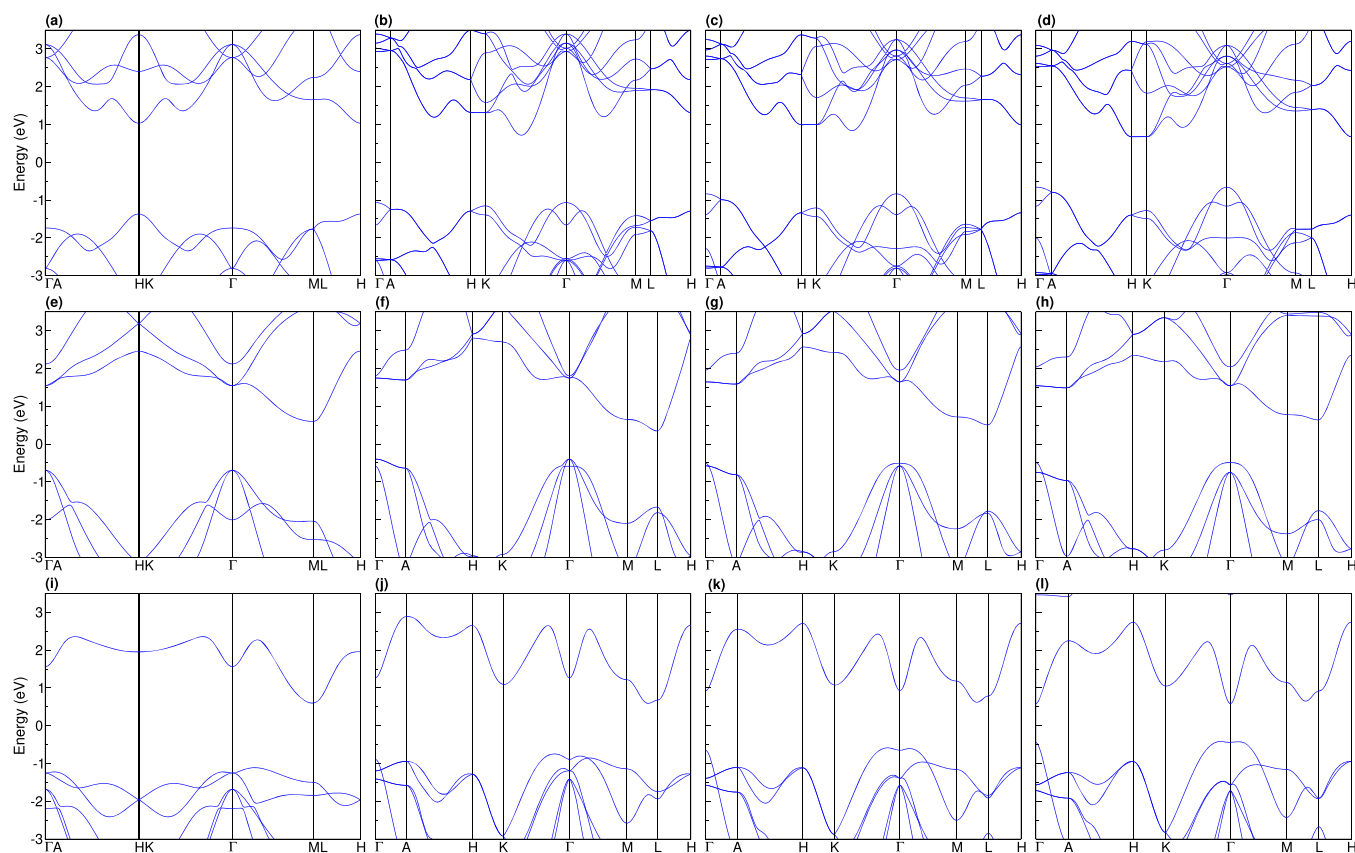 (a) (b) (c) (d)
3
2
1
0
-1
-2
-3
Energy (eV)
ΓA HK Γ ML H
Γ A H K Γ M L H
Γ A H K Γ M L H
Γ A H K Γ M L H
(e) (f) (g) (h)
3
2
1
0
-1
-2
-3
Energy (eV)
ΓA HK Γ ML H
Γ A H K Γ M L H
Γ A H K Γ M L H
Γ A H K Γ M L H
(i) (j) (k) (l)
3
2
1
0
-1
-2
-3
Energy (eV)
ΓA HK Γ ML H
Γ A H K Γ M L H
Γ A H K Γ M L H
Γ A H K Γ M L H